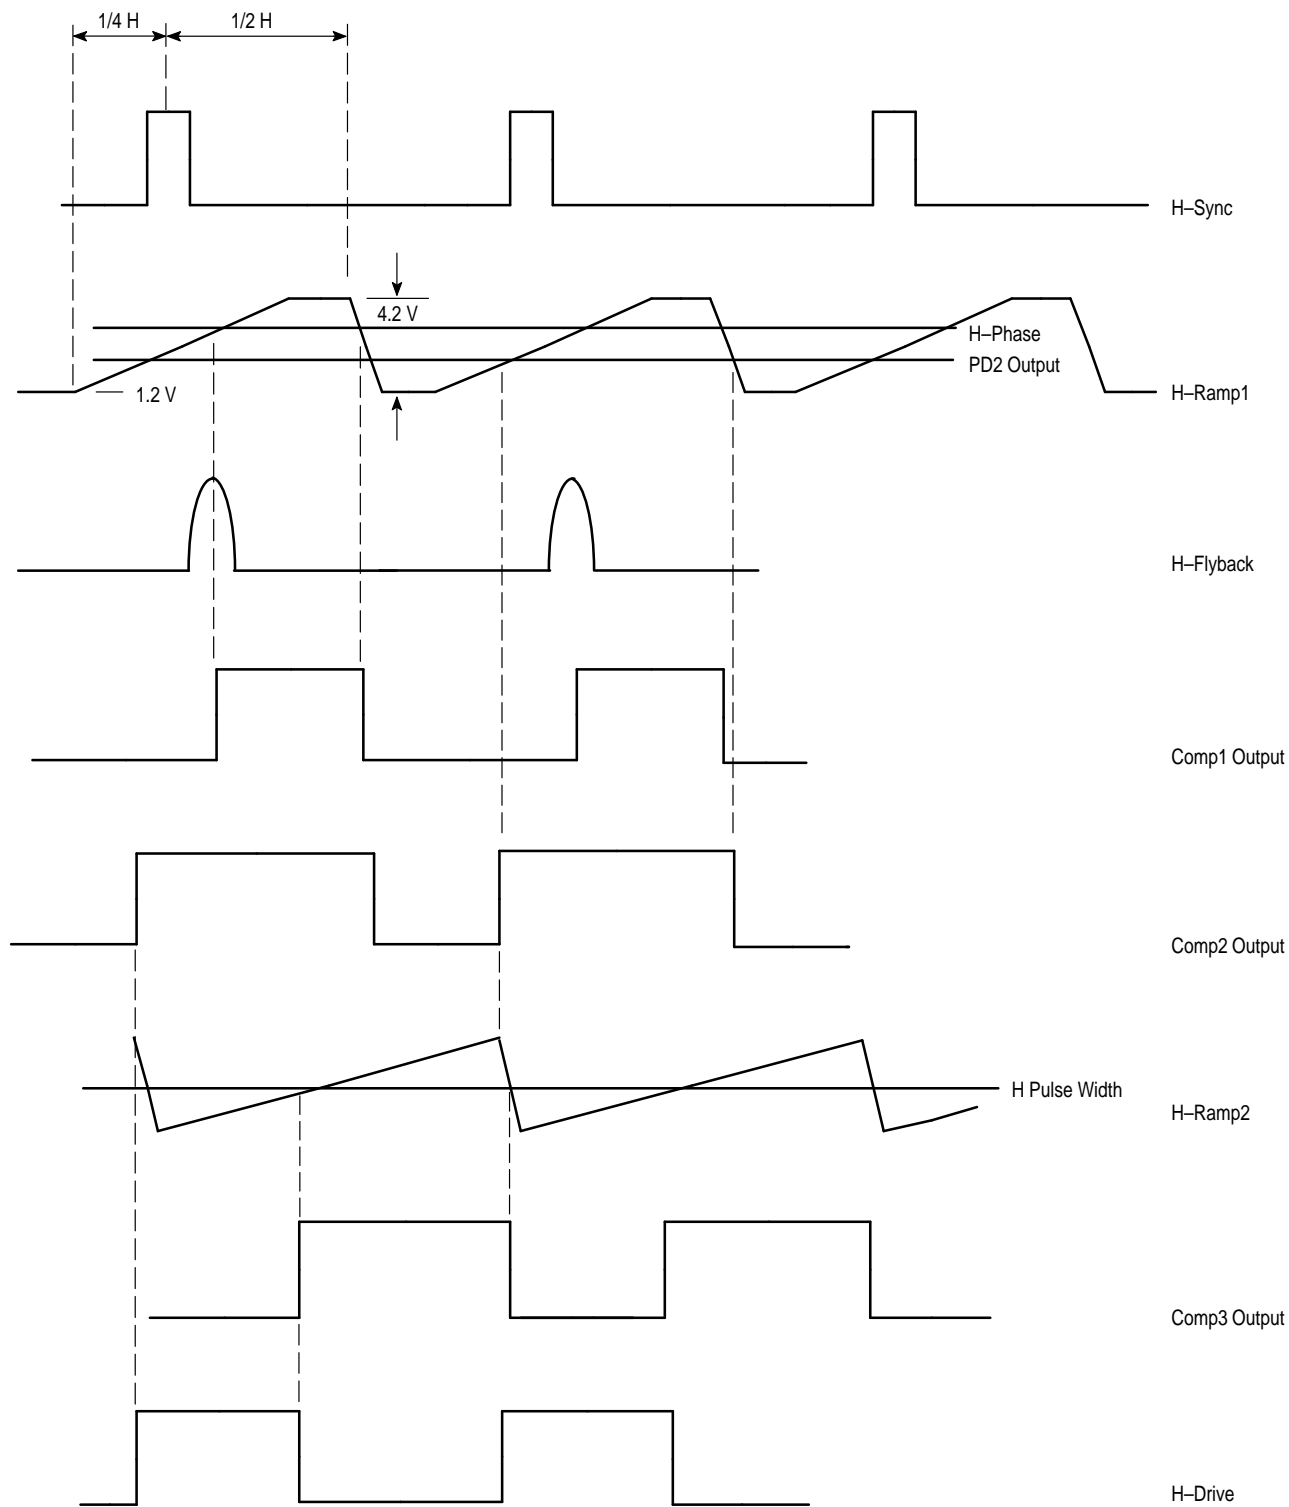 1/4 H
1/2 H
H–Sync
4.2 V
H–Phase
PD2 Output
1.2 V
H–Ramp1
H–Flyback
Comp1 Output
Comp2 Output
H Pulse Width
H–Ramp2
Comp3 Output
H–Drive